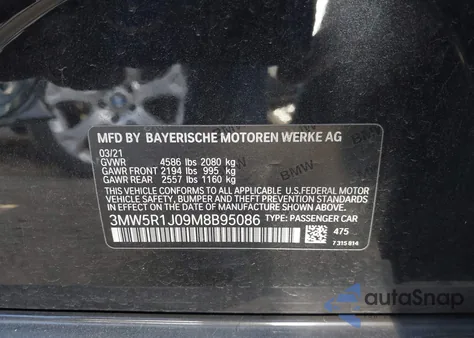 MFD BY BAYERISCHE MOTOREN WERKE AG
03/21
GVWR 4586 lbs 2080 kg
GAWR FRONT 2194 lbs 995 kg
GAWR REAR 2557 lbs 1160 kg
THIS VEHICLE CONFORMS TO ALL APPLICABLE U.S.FEDERAL MOTOR
VEHICLE SAFETY, BUMPER AND THEFT PREVENTION STANDARDS IN
EFFECT ON THE DATE OF MANUFACTURE SHOWN ABOVE.
3MW5R1J09M8B95086 TYPE: PASSENGER CAR
475
7 315 814
BMW
BMW
BMW
autoSnap